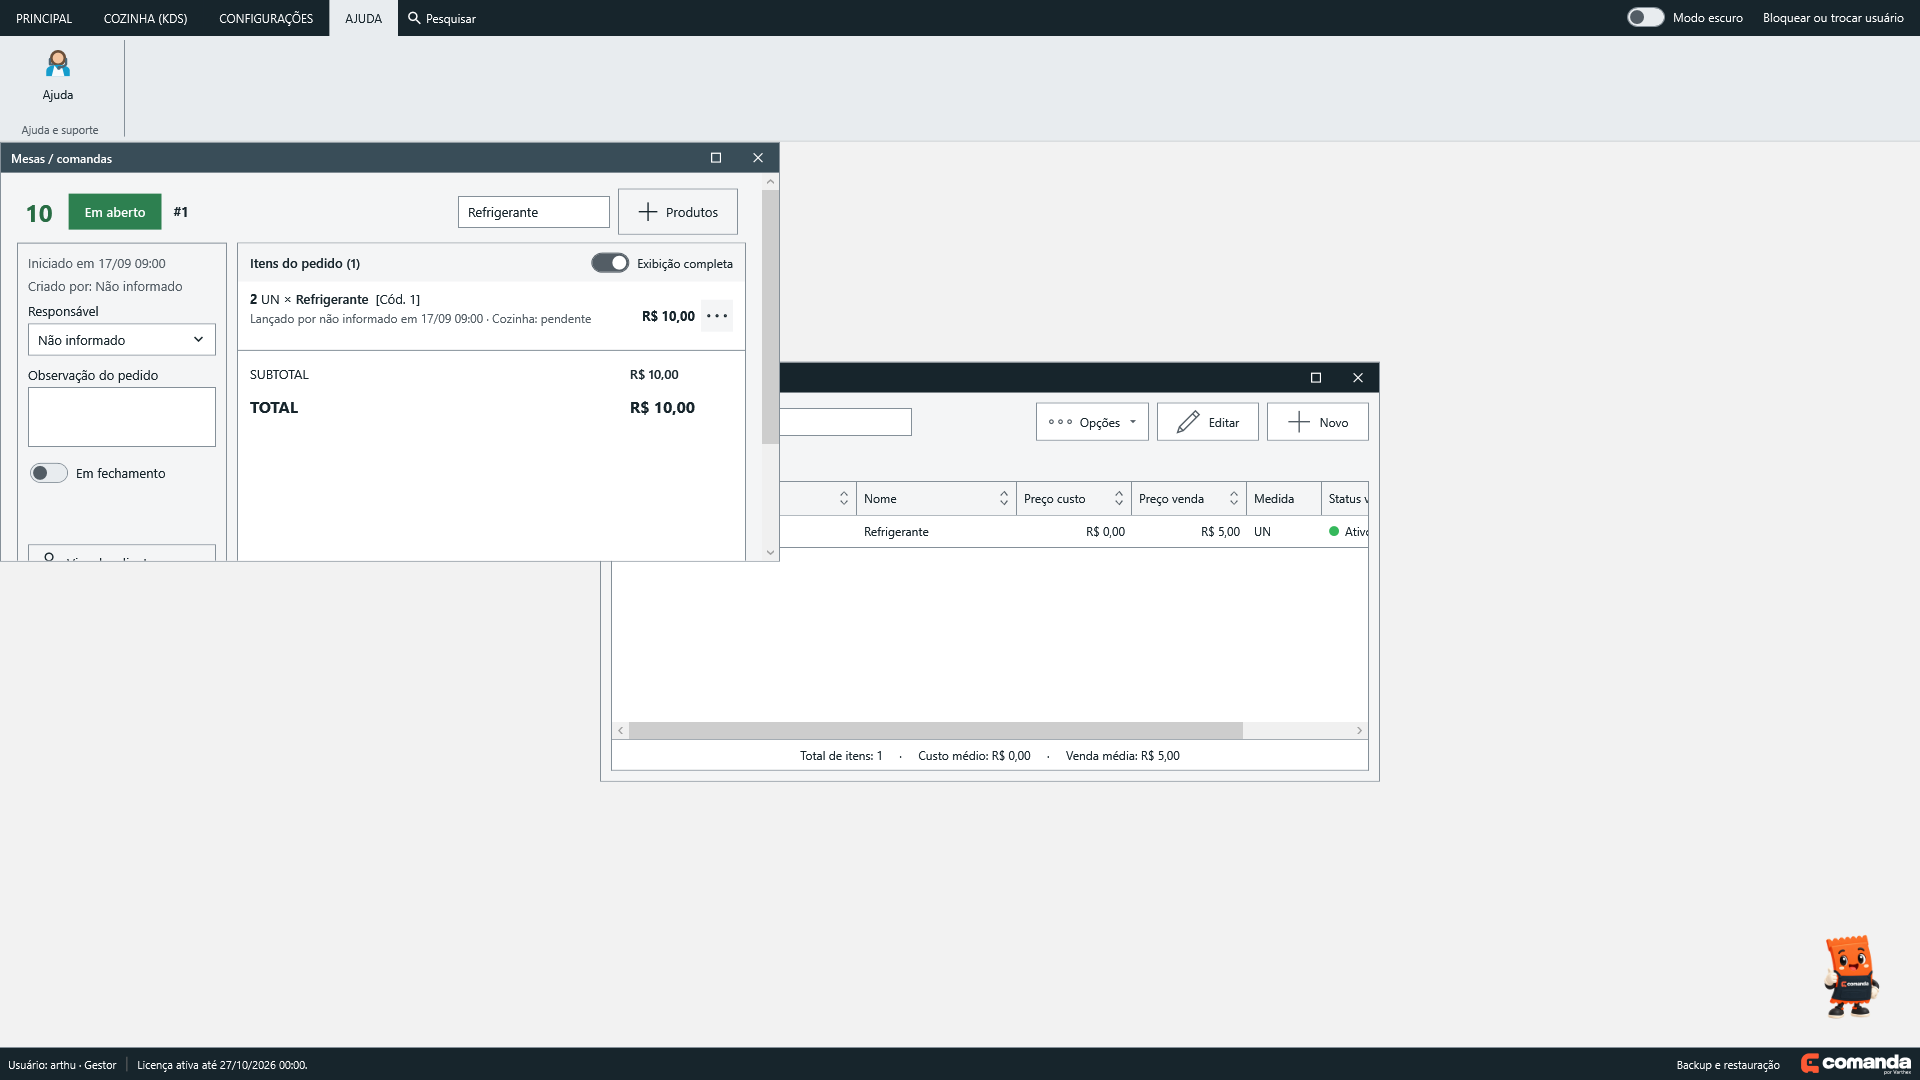 PRINCIPAL COZINHA (KDS) CONFIGURAÇÕES AJUDA Pesquisar Modo escuro Bloquear ou trocar usuário
Ajuda
Ajuda e suporte
Mesas / comandas
10 Em aberto #1 Refrigerante Produtos
Iniciado em 17/09 09:00
Criado por: Não informado
Responsável
Não informado
Observação do pedido
Em fechamento
Itens do pedido (1) Exibição completa
2 UN × Refrigerante [Cód. 1]
Lançado por não informado em 17/09 09:00 · Cozinha: pendente
R$ 10,00
SUBTOTAL R$ 10,00
TOTAL R$ 10,00
Opções Editar Novo
Nome Preço custo Preço venda Medida Status
Refrigerante R$ 0,00 R$ 5,00 UN
Total de itens: 1 · Custo médio: R$ 0,00 · Venda média: R$ 5,00
comanda
Usuário: arthu · Gestor Licença ativa até 27/10/2026 00:00. Backup e restauração comanda